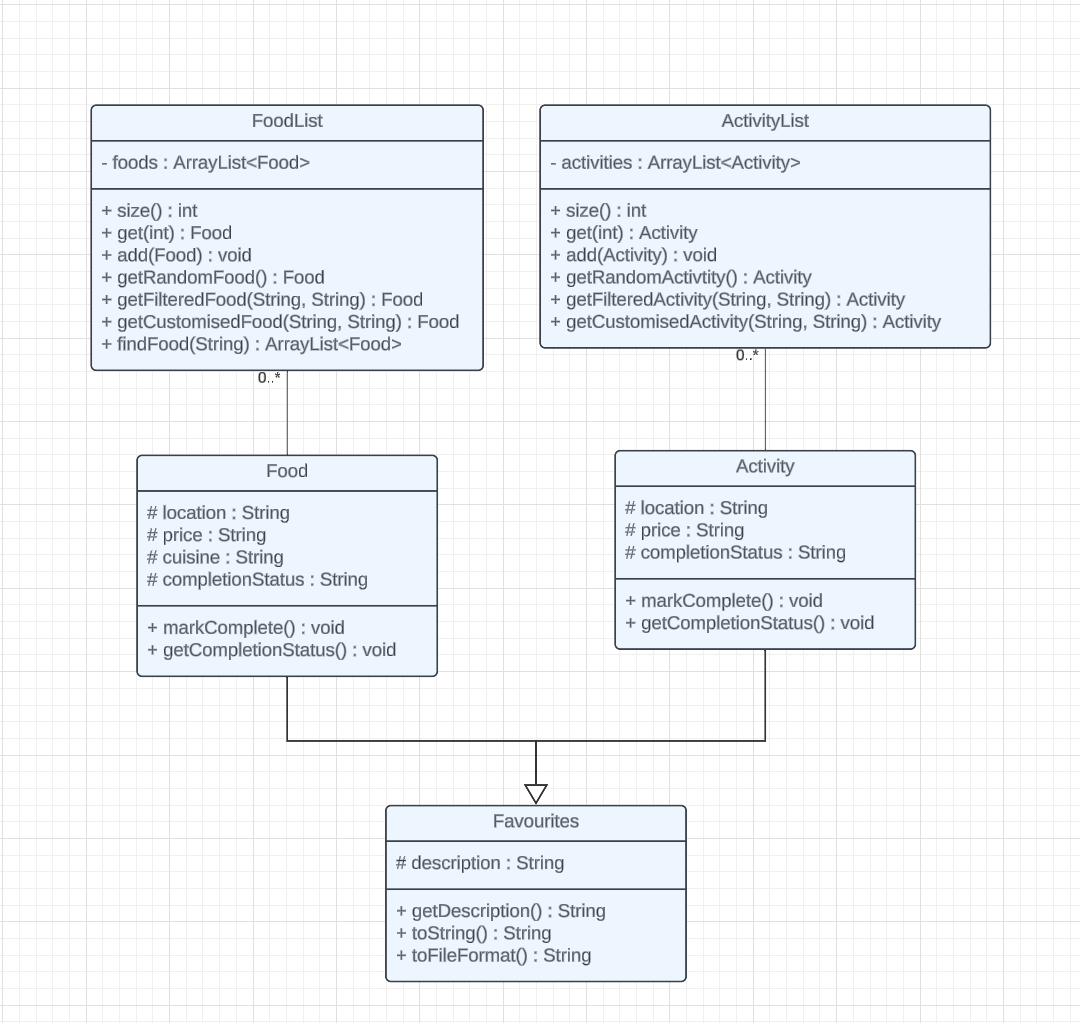 FoodList
- foods : ArrayList<Food>
+ size() : int
+ get(int) : Food
+ add(Food) : void
+ getRandomFood() : Food
+ getFilteredFood(String, String) : Food
+ getCustomisedFood(String, String) : Food
+ findFood(String) : ArrayList<Food>
0..*
ActivityList
- activities : ArrayList<Activity>
+ size() : int
+ get(int) : Activity
+ add(Activity) : void
+ getRandomActivtity() : Activity
+ getFilteredActivity(String, String) : Activity
+ getCustomisedActivity(String, String) : Activity
0..*
Food
# location : String
# price : String
# cuisine : String
# completionStatus : String
+ markComplete() : void
+ getCompletionStatus() : void
Activity
# location : String
# price : String
# completionStatus : String
+ markComplete() : void
+ getCompletionStatus() : void
Favourites
# description : String
+ getDescription() : String
+ toString() : String
+ toFileFormat() : String